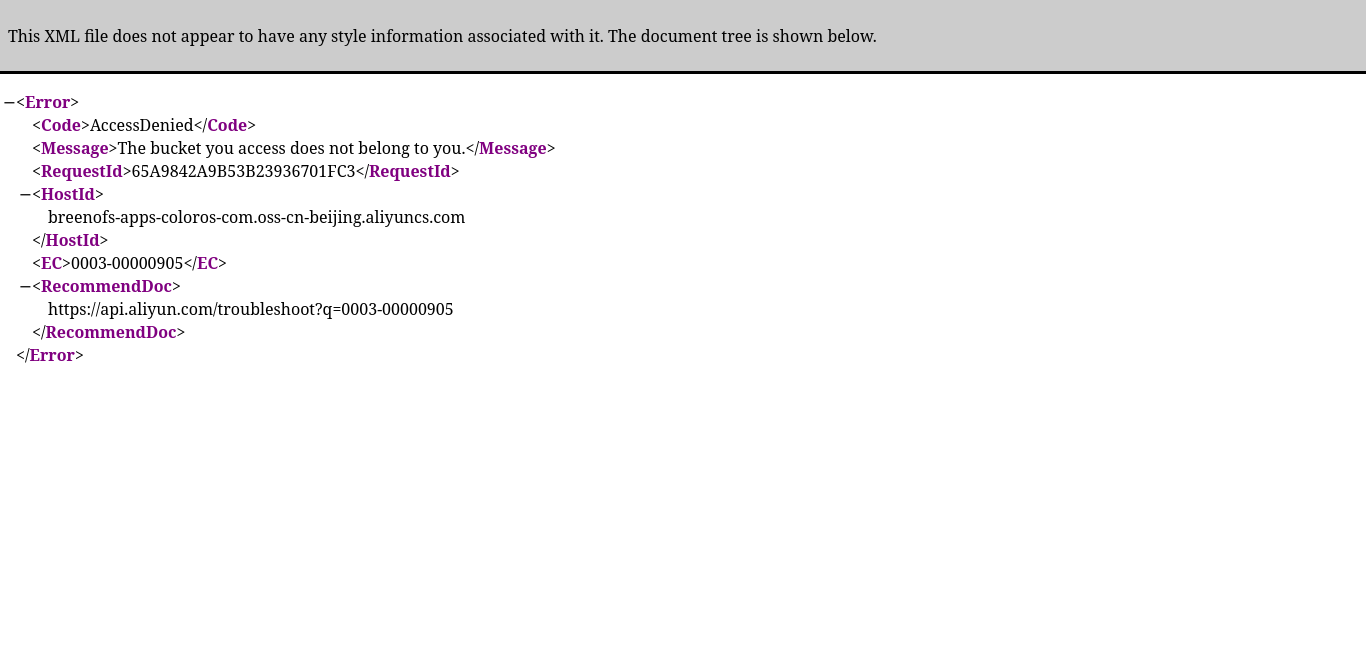 This XML file does not appear to have any style information associated with it. The document tree is shown below.
−<Error>
<Code>AccessDenied</Code>
<Message>The bucket you access does not belong to you.</Message>
<RequestId>65A9842A9B53B23936701FC3</RequestId>
−<HostId>
breenofs-apps-coloros-com.oss-cn-beijing.aliyuncs.com
</HostId>
<EC>0003-00000905</EC>
−<RecommendDoc>
https://api.aliyun.com/troubleshoot?q=0003-00000905
</RecommendDoc>
</Error>